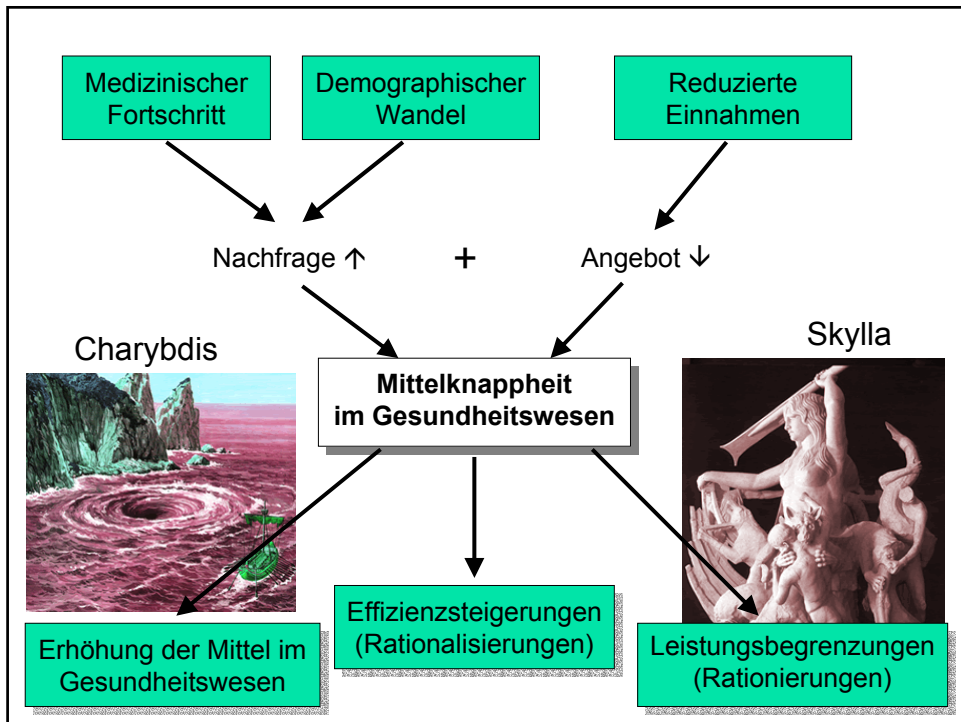 Medizinischer
Fortschritt
Demographischer
Wandel
Reduzierte
Einnahmen
Nachfrage ↑
+
Angebot ↓
Charybdis
Skylla
Mittelknappheit
im Gesundheitswesen
Erhöhung der Mittel im
Gesundheitswesen
Effizienzsteigerungen
(Rationalisierungen)
Leistungsbegrenzungen
(Rationierungen)